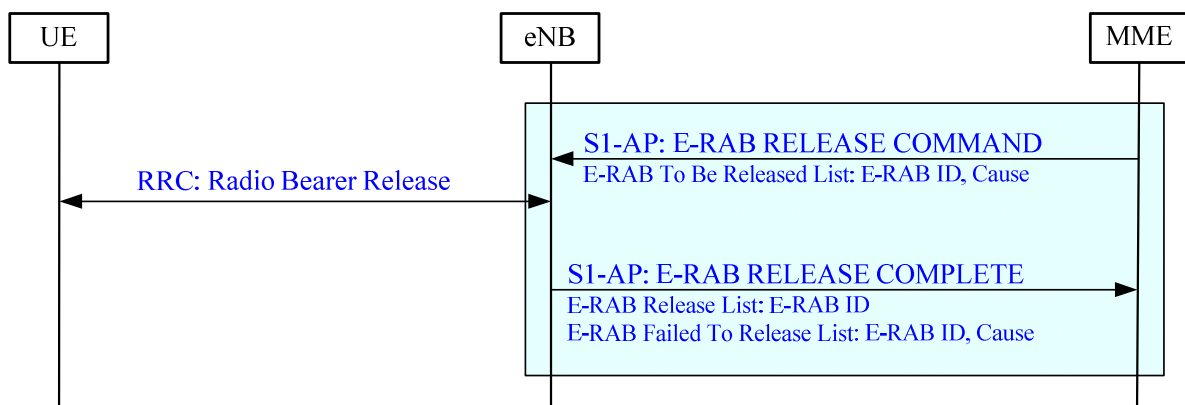 UE
eNB
MME
S1-AP: E-RAB RELEASE COMMAND
E-RAB To Be Released List: E-RAB ID, Cause
RRC: Radio Bearer Release
S1-AP: E-RAB RELEASE COMPLETE
E-RAB Release List: E-RAB ID
E-RAB Failed To Release List: E-RAB ID, Cause